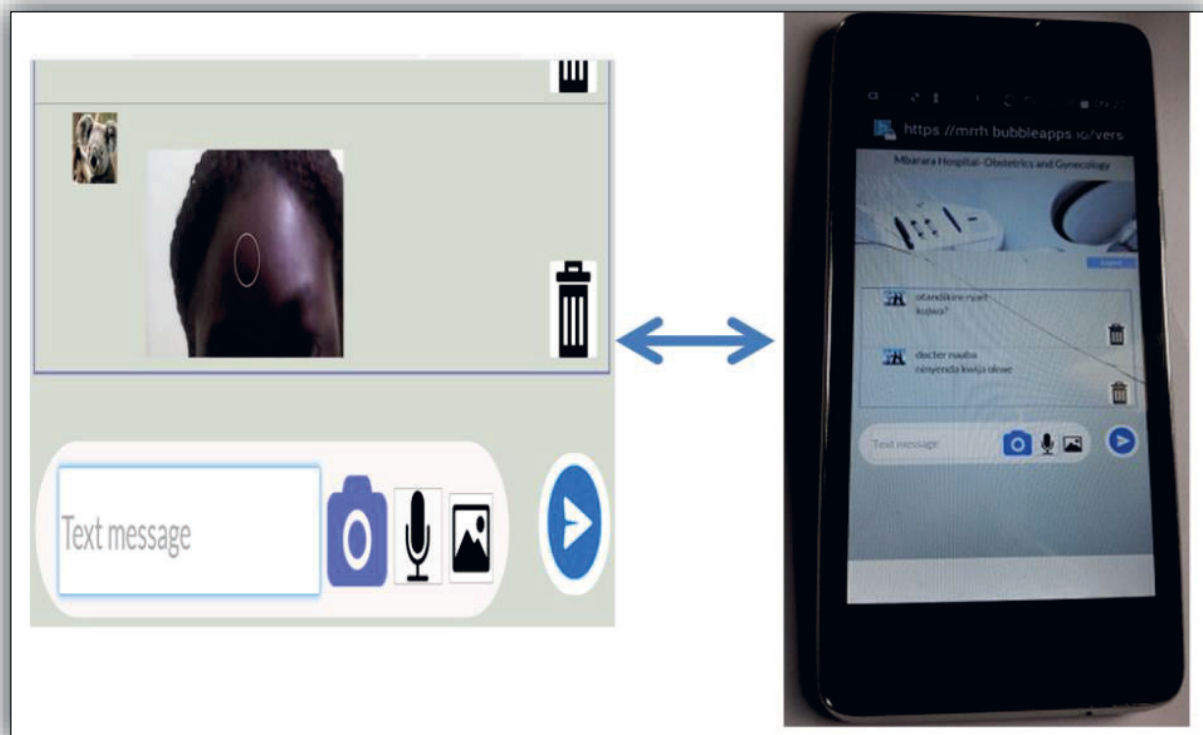 Text message
https://mrrh.bubbleapps.io/vers
Mbarara Hospital- Obstetrics and Gynecology
Logout
otandikire ryari
kujwa?
docter naaba
ninyenda kwija okwe
Text message